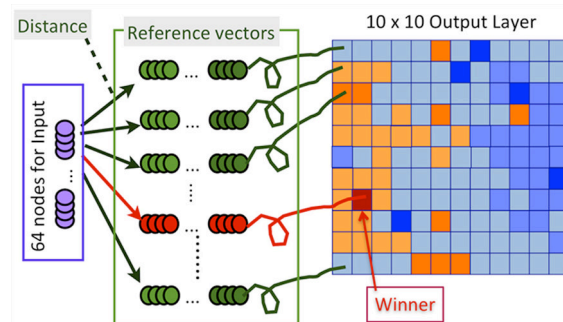 Distance
Reference vectors
10 x 10 Output Layer
64 nodes for Input
...
...
...
...
...
Winner